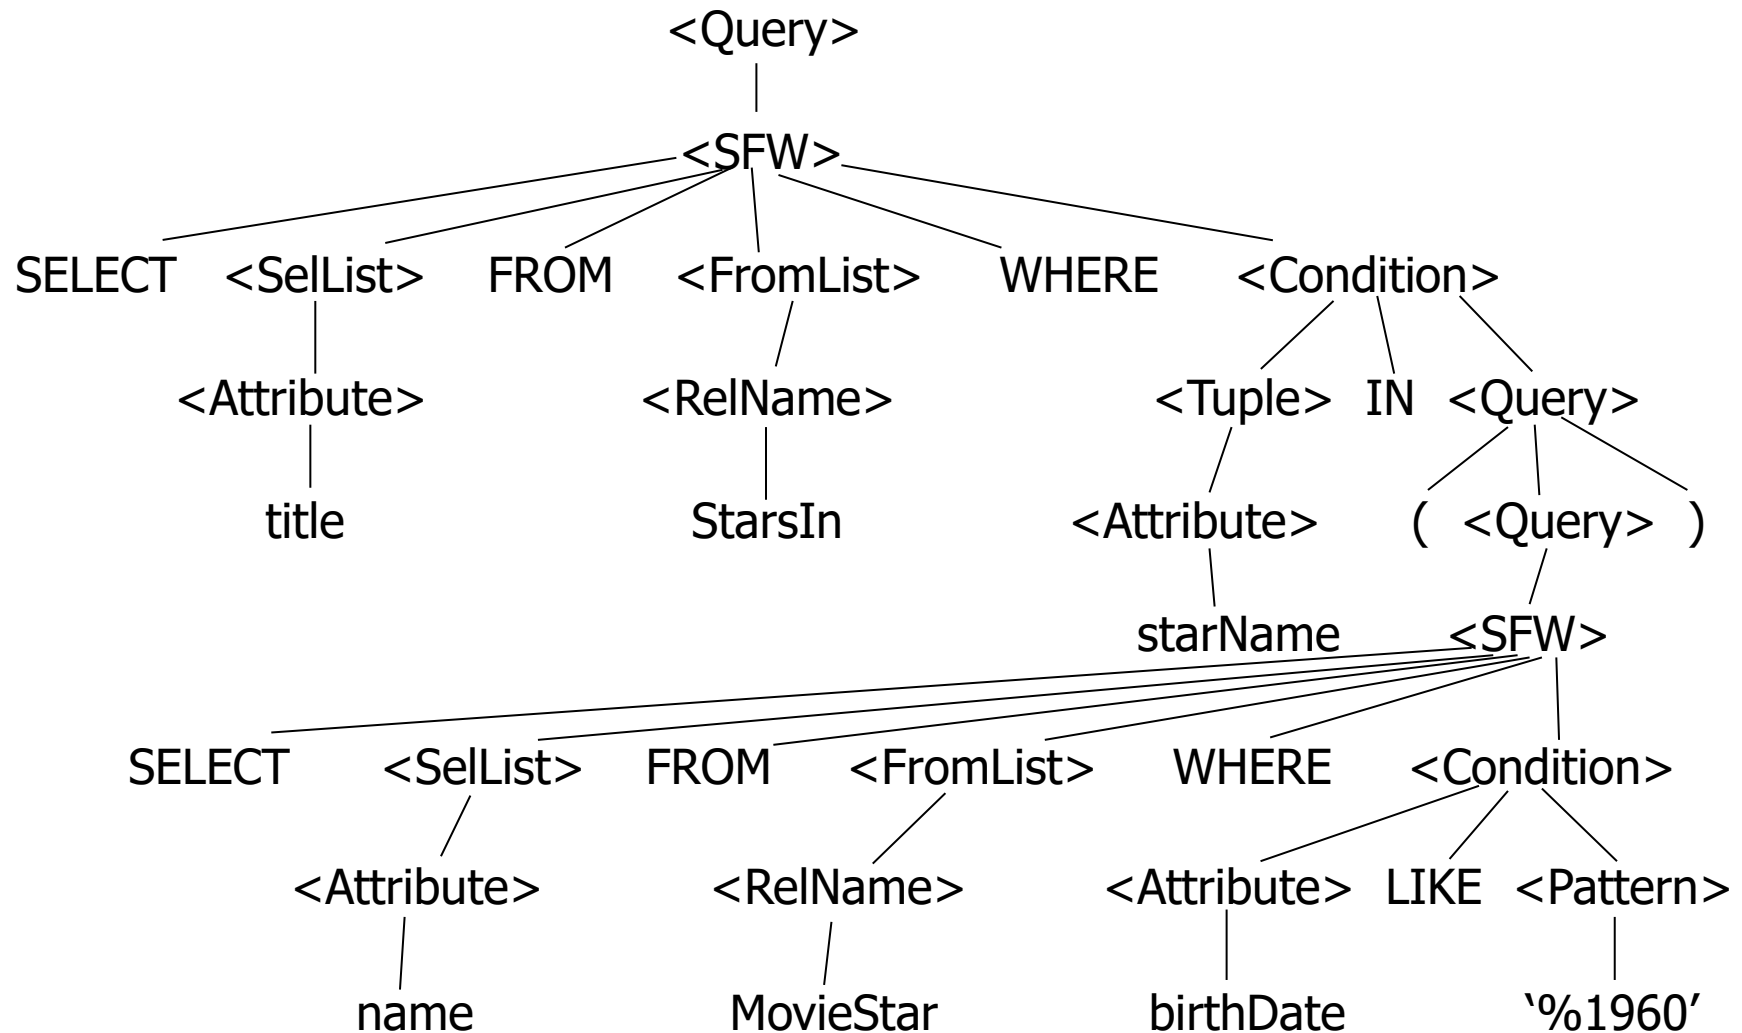 <Query>
<SFW>
SELECT <SelList> FROM <FromList> WHERE <Condition>
<Attribute> <RelName> <Tuple> IN <Query>
title StarsIn <Attribute> ( <Query> )
starName <SFW>
SELECT <SelList> FROM <FromList> WHERE <Condition>
<Attribute> <RelName> <Attribute> LIKE <Pattern>
name MovieStar birthDate ‘%1960’